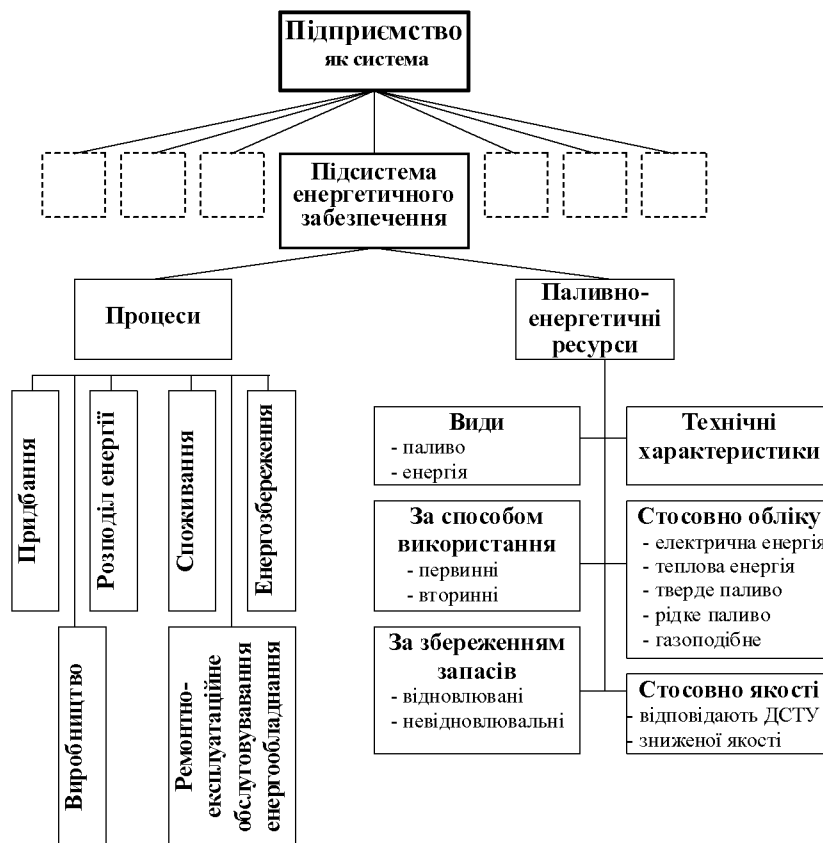 Підприємство
як система
Підсистема
енергетичного
забезпечення
Процеси
Паливно-
енергетичні
ресурси
Придбання
Розподіл енергії
Споживання
Енергозбереження
Виробництво
Ремонтно-
експлуатаційне
обслуговування
енергообладнання
Види
- паливо
- енергія
За способом
використання
- первинні
- вторинні
За збереженням
запасів
- відновлювані
- невідновлювальні
Технічні
характеристики
Стосовно обліку
- електрична енергія
- теплова енергія
- тверде паливо
- рідке паливо
- газоподібне
Стосовно якості
- відповідають ДСТУ
- зниженої якості